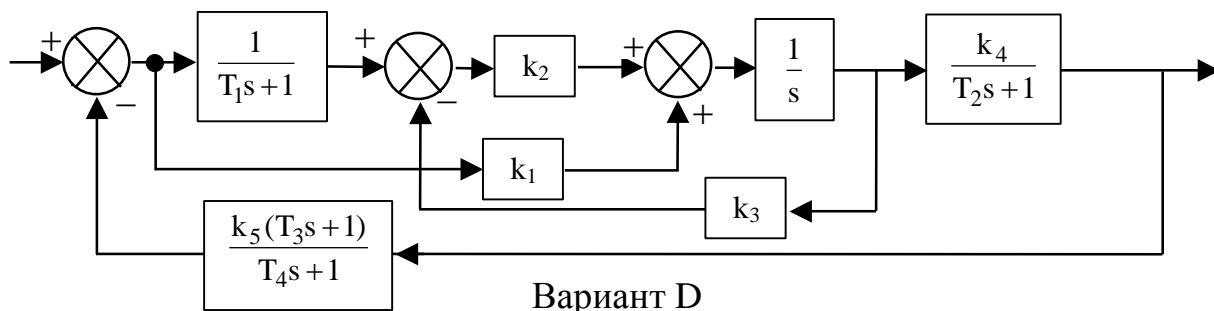 +
−
1
T₁s+1
+
−
k₂
+
+
1
s
k₄
T₂s+1
k₁
k₃
k₅(T₃s+1)
T₄s+1
Вариант D